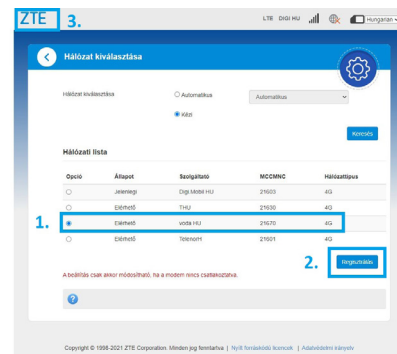 ZTE 3. LTE DIGI HU Hungarian
Hálózat kiválasztása
Hálózat kiválasztása Automatikus Automatikus
Kézi
Keresés
Hálózati lista
Opció Állapot Szolgáltató MCCMNC Hálózattípus
Jelenlegi Digi Mobil HU 21603 4G
Elérhető THU 21630 4G
1. Elérhető voda HU 21670 4G
Elérhető Telenor 21601 4G
2. Regisztrálás
A beállítás csak akkor módosítható, ha a modem nincs csatlakoztatva.
?
Copyright © 1998-2021 ZTE Corporation. Minden jog fenntartva | Nyílt forráskódú licencek | Adatvédelmi irányelv